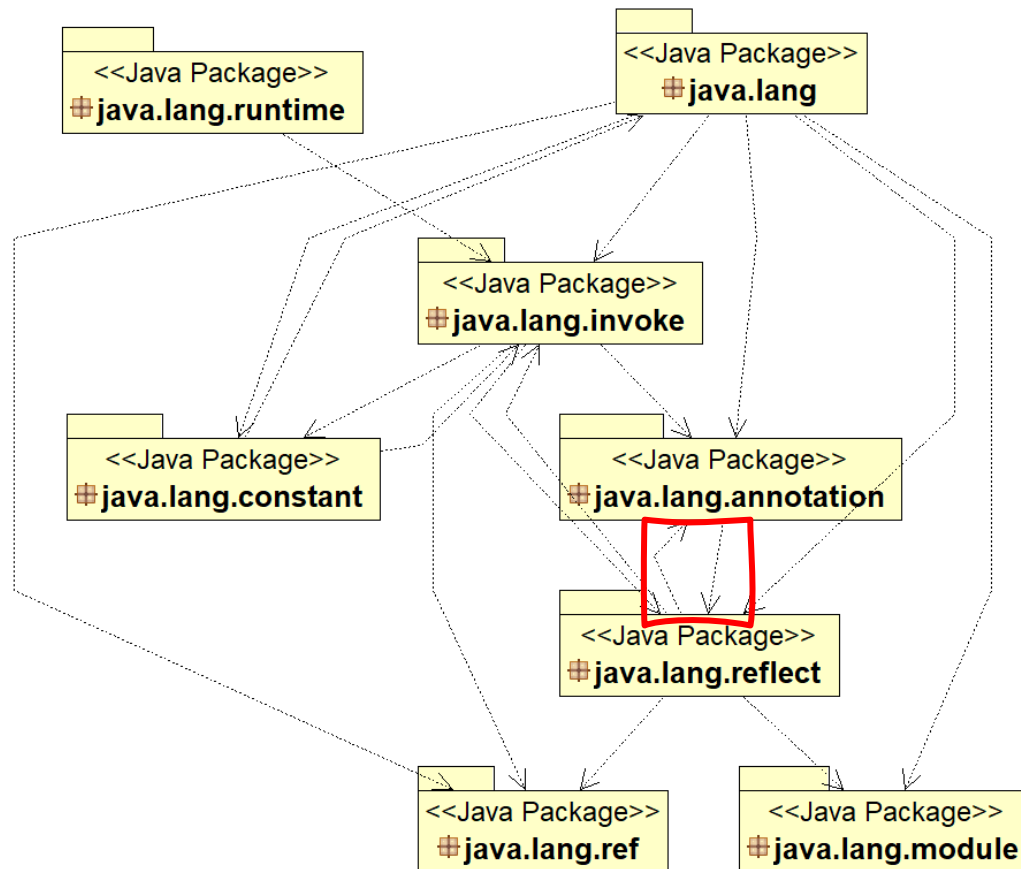 <<Java Package>>
java.lang
<<Java Package>>
java.lang.runtime
<<Java Package>>
java.lang.invoke
<<Java Package>>
java.lang.constant
<<Java Package>>
java.lang.annotation
<<Java Package>>
java.lang.reflect
<<Java Package>>
java.lang.ref
<<Java Package>>
java.lang.module